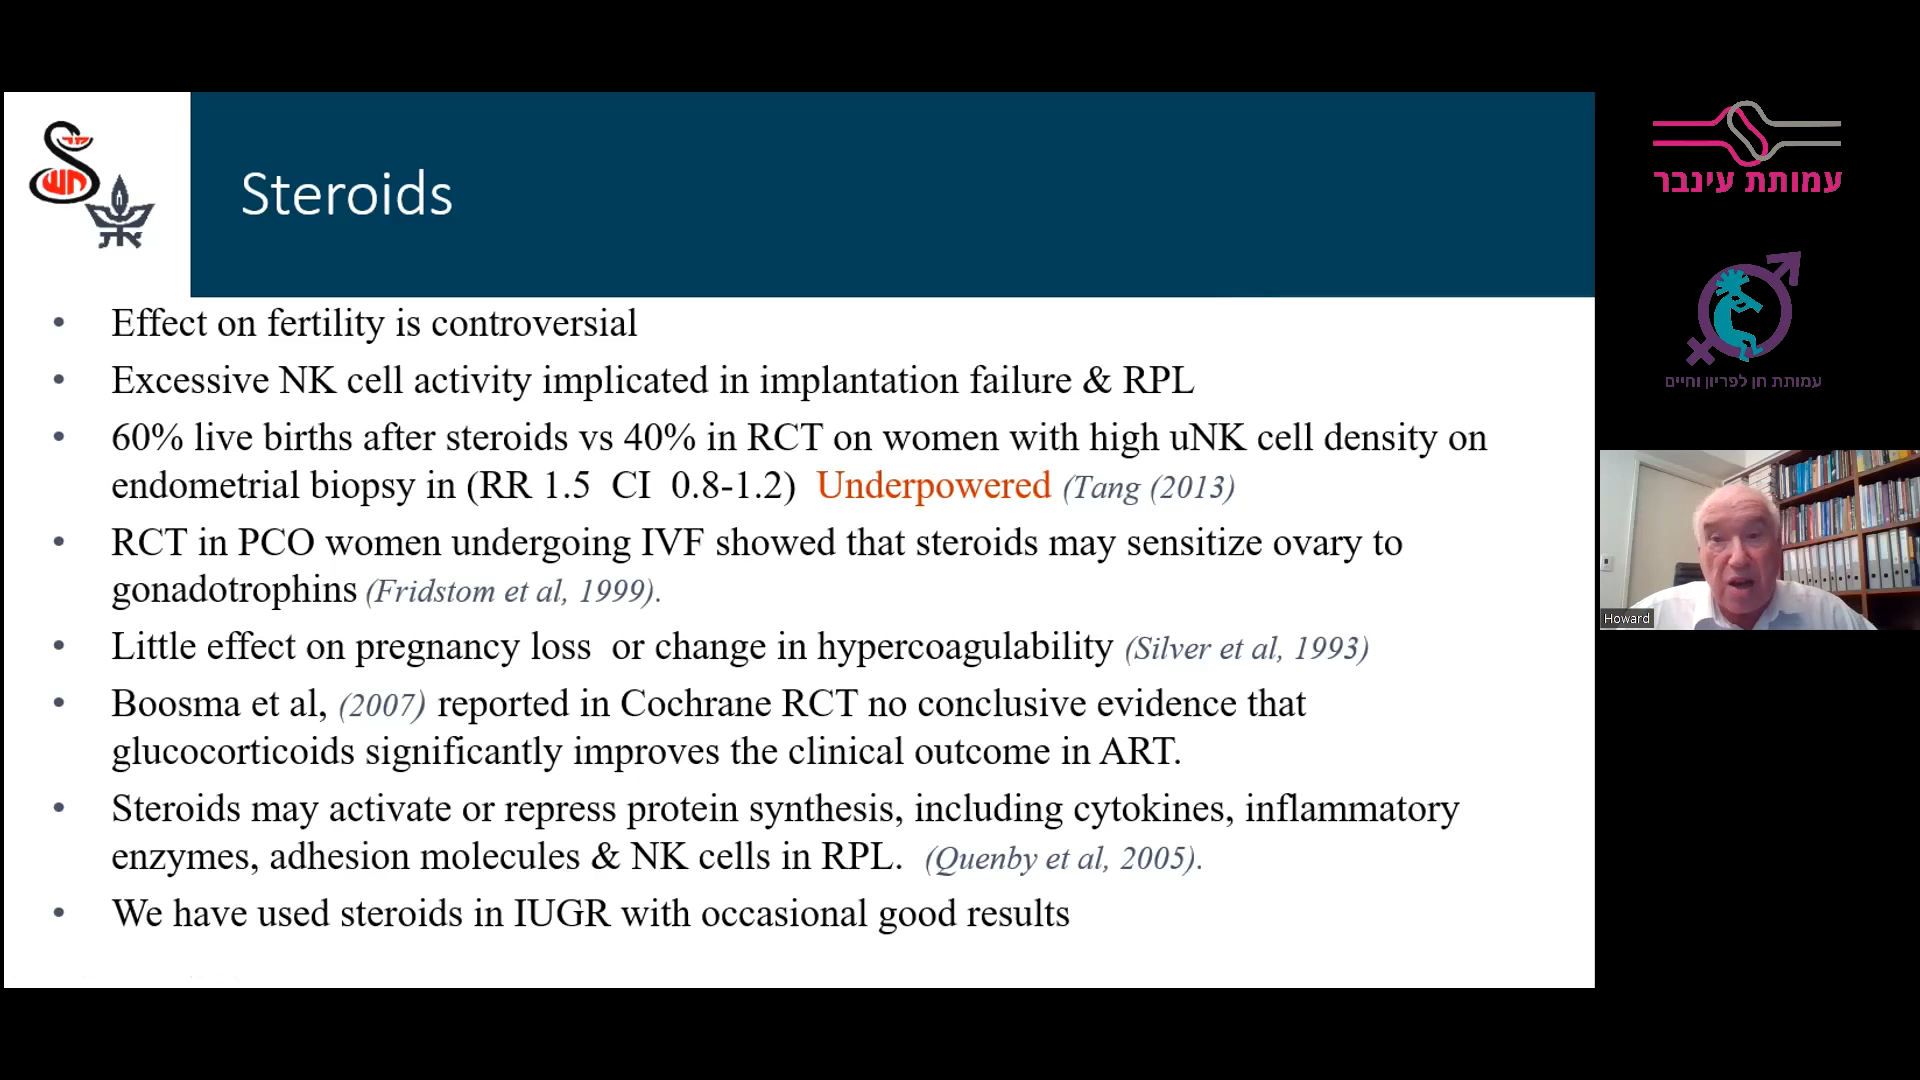 Steroids
• Effect on fertility is controversial
• Excessive NK cell activity implicated in implantation failure & RPL
• 60% live births after steroids vs 40% in RCT on women with high uNK cell density on
endometrial biopsy in (RR 1.5 CI 0.8-1.2) Underpowered (Tang (2013)
• RCT in PCO women undergoing IVF showed that steroids may sensitize ovary to
gonadotrophins (Fridstom et al, 1999).
• Little effect on pregnancy loss or change in hypercoagulability (Silver et al, 1993)
• Boosma et al, (2007) reported in Cochrane RCT no conclusive evidence that
glucocorticoids significantly improves the clinical outcome in ART.
• Steroids may activate or repress protein synthesis, including cytokines, inflammatory
enzymes, adhesion molecules & NK cells in RPL. (Quenby et al, 2005).
• We have used steroids in IUGR with occasional good results
עמותת עינבר
עמותת חן לפריון וחיים
Howard